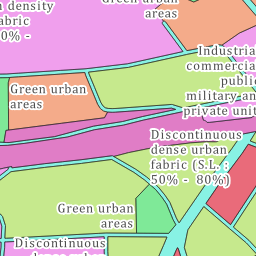 density
0% -
Green urban
areas
Industria
commercia
public
military an
private unit
Green urban
areas
Discontinuous
dense urban
fabric (S.L. :
50% - 80%)
Green urban
areas
Discontinuous